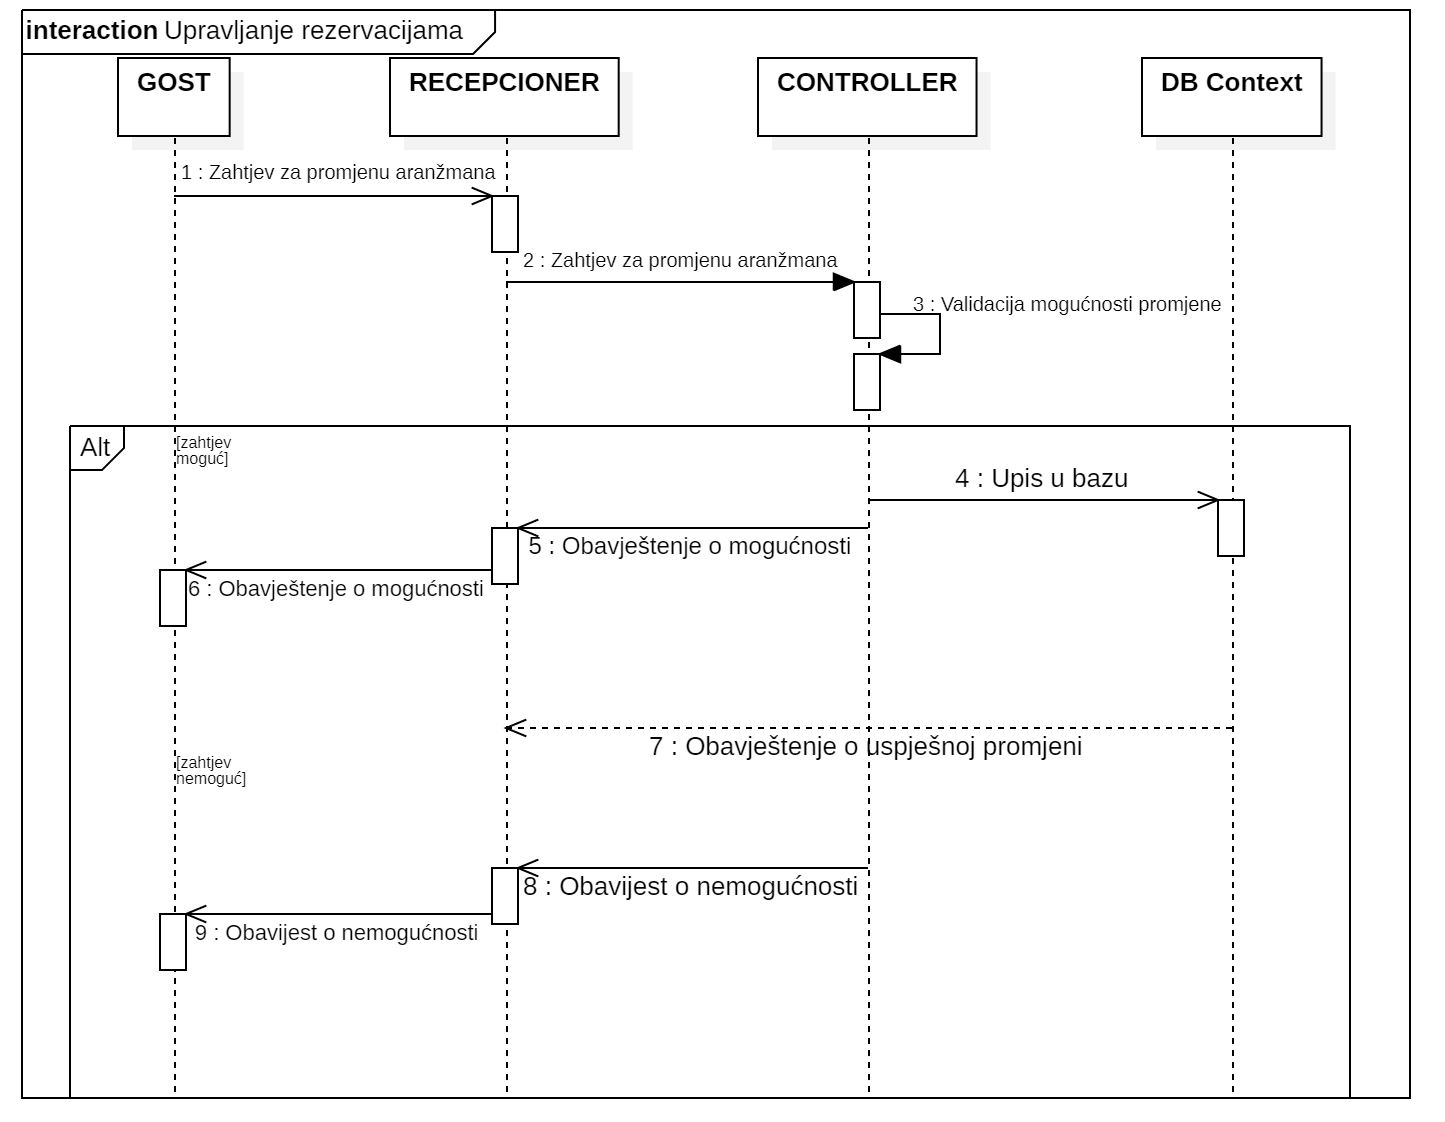 interaction Upravljanje rezervacijama
GOST
RECEPCIONER
CONTROLLER
DB Context
1 : Zahtjev za promjenu aranžmana
2 : Zahtjev za promjenu aranžmana
3 : Validacija mogućnosti promjene
Alt
[zahtjev
moguć]
4 : Upis u bazu
5 : Obavještenje o mogućnosti
6 : Obavještenje o mogućnosti
7 : Obavještenje o uspješnoj promjeni
[zahtjev
nemoguć]
8 : Obavijest o nemogućnosti
9 : Obavijest o nemogućnosti